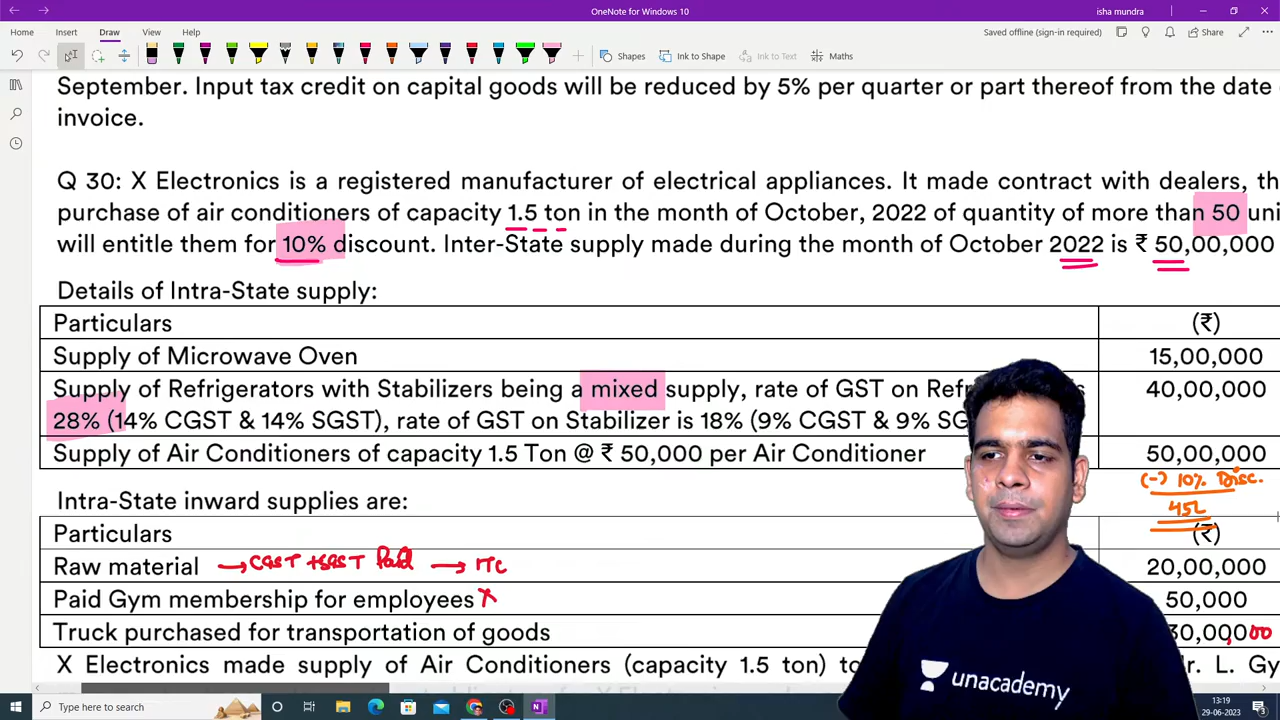 OneNote for Windows 10
isha mundra
Home Insert Draw View Help
Saved offline (sign-in required)
Share
Shapes Ink to Shape Ink to Text Maths
September. Input tax credit on capital goods will be reduced by 5% per quarter or part thereof from the date
invoice.
Q 30: X Electronics is a registered manufacturer of electrical appliances. It made contract with dealers, th
purchase of air conditioners of capacity 1.5 ton in the month of October, 2022 of quantity of more than 50 uni
will entitle them for 10% discount. Inter-State supply made during the month of October 2022 is ₹ 50,00,000
Details of Intra-State supply:
Particulars (₹)
Supply of Microwave Oven 15,00,000
Supply of Refrigerators with Stabilizers being a mixed supply, rate of GST on Refr 40,00,000
28% (14% CGST & 14% SGST), rate of GST on Stabilizer is 18% (9% CGST & 9% SG
Supply of Air Conditioners of capacity 1.5 Ton @ ₹ 50,000 per Air Conditioner 50,00,000
(-) 10% Disc.
Intra-State inward supplies are:
45L
Particulars (₹)
Raw material → CGST + SGST Paid → ITC 20,00,000
Paid Gym membership for employees x 50,000
Truck purchased for transportation of goods 30,00,000
X Electronics made supply of Air Conditioners (capacity 1.5 ton) to r. L. Gy
unacademy
Type here to search
13:19
29-06-2023